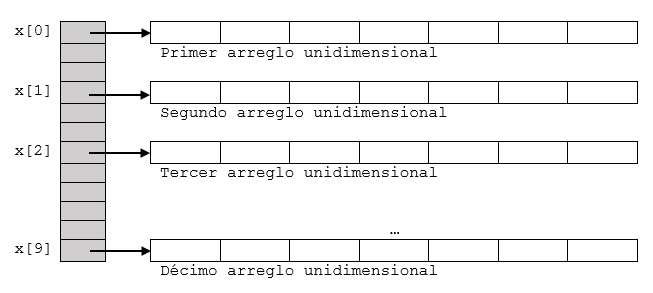 x[0]
Primer arreglo unidimensional
x[1]
Segundo arreglo unidimensional
x[2]
Tercer arreglo unidimensional
…
x[9]
Décimo arreglo unidimensional